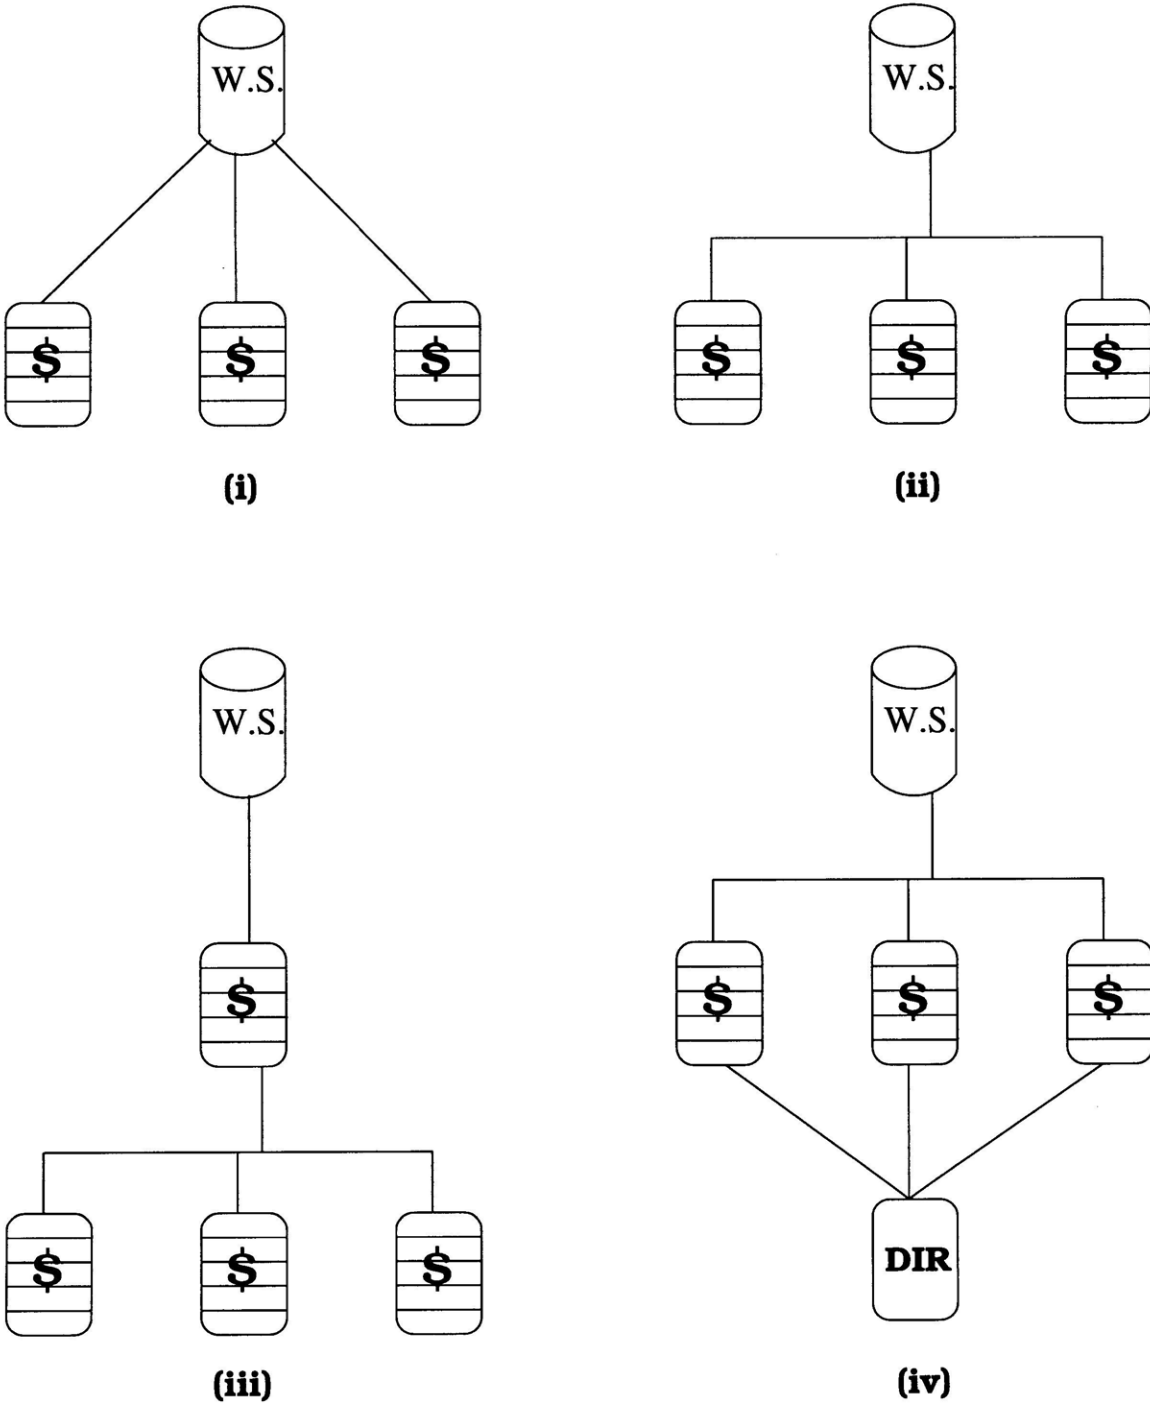 W.S.
W.S.
$ $ $
$ $ $
(i)
(ii)
W.S.
W.S.
$
$ $ $
$ $ $
DIR
(iii)
(iv)